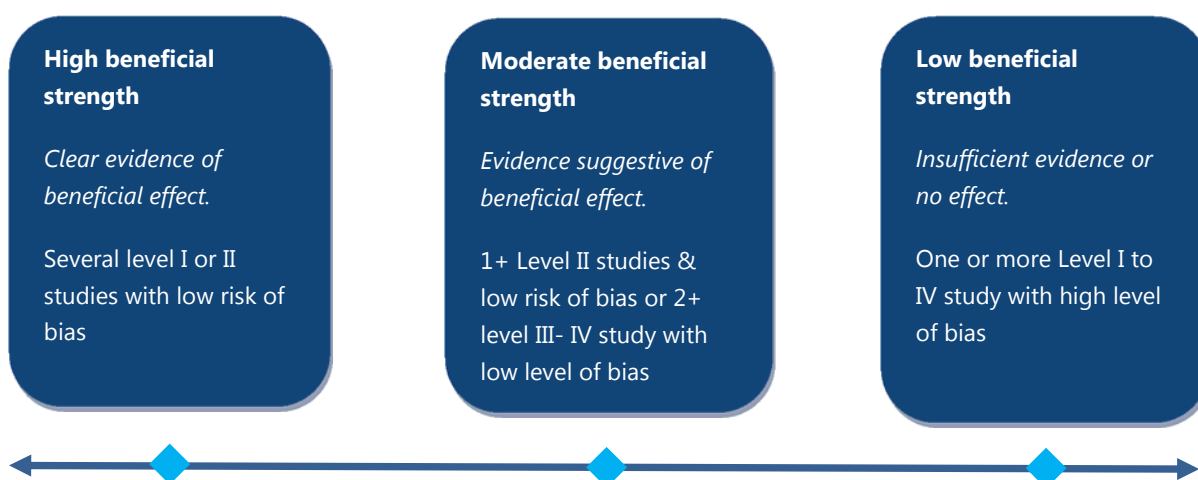 High beneficial
strength
Clear evidence of
beneficial effect.
Several level I or II
studies with low risk of
bias
Moderate beneficial
strength
Evidence suggestive of
beneficial effect.
1+ Level II studies &
low risk of bias or 2+
level III- IV study with
low level of bias
Low beneficial
strength
Insufficient evidence or
no effect.
One or more Level I to
IV study with high level
of bias